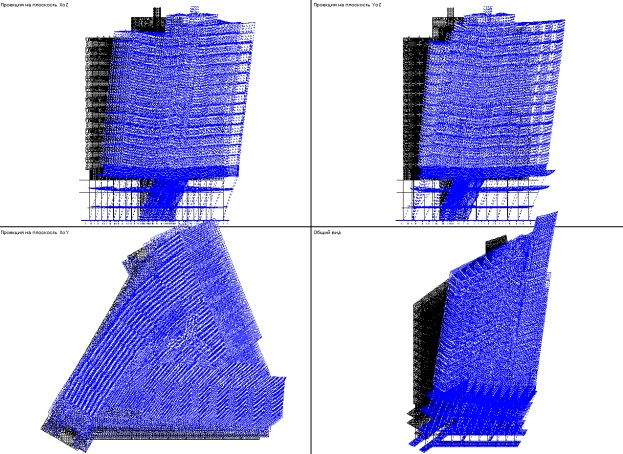 Проекция на плоскость XoZ
Проекция на плоскость YoZ
Проекция на плоскость XoY
Общий вид